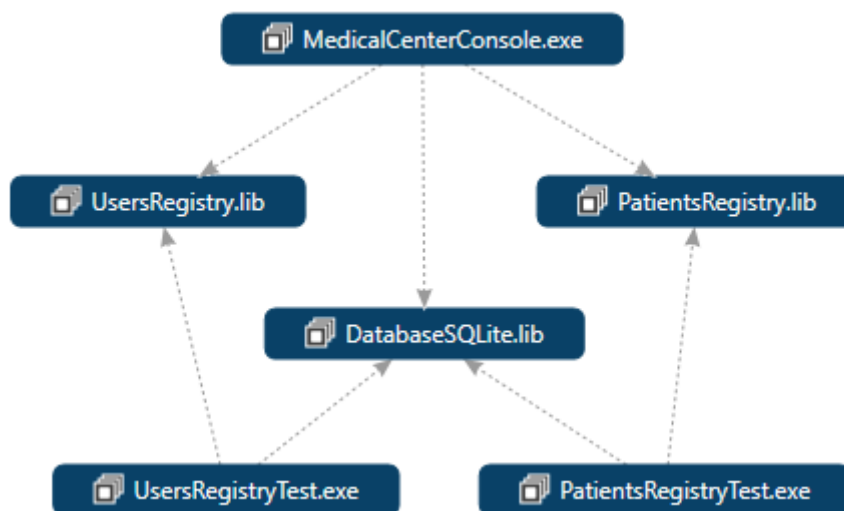 MedicalCenterConsole.exe
UsersRegistry.lib
PatientsRegistry.lib
DatabaseSQLite.lib
UsersRegistryTest.exe
PatientsRegistryTest.exe